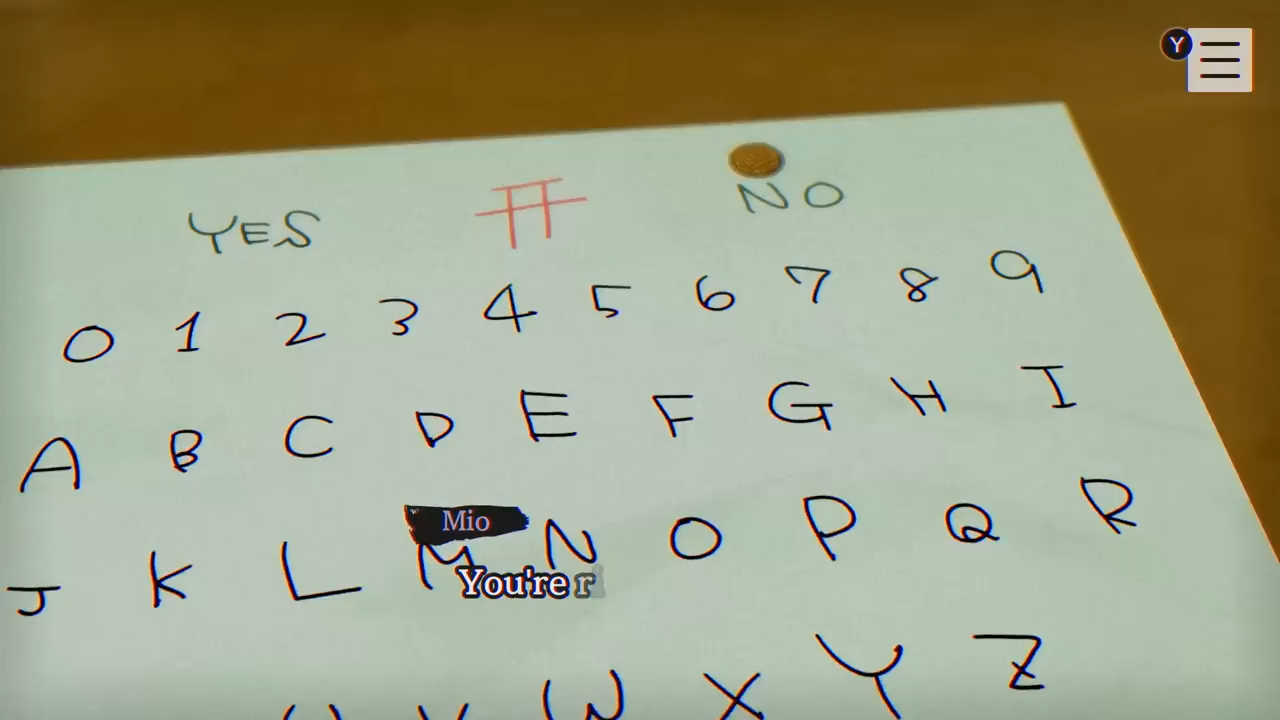 Y
YES NO
0 1 2 3 4 5 6 7 8 9
A B C D E F G H I
Mio
J K L M N O P Q R
You're r
W X Y Z